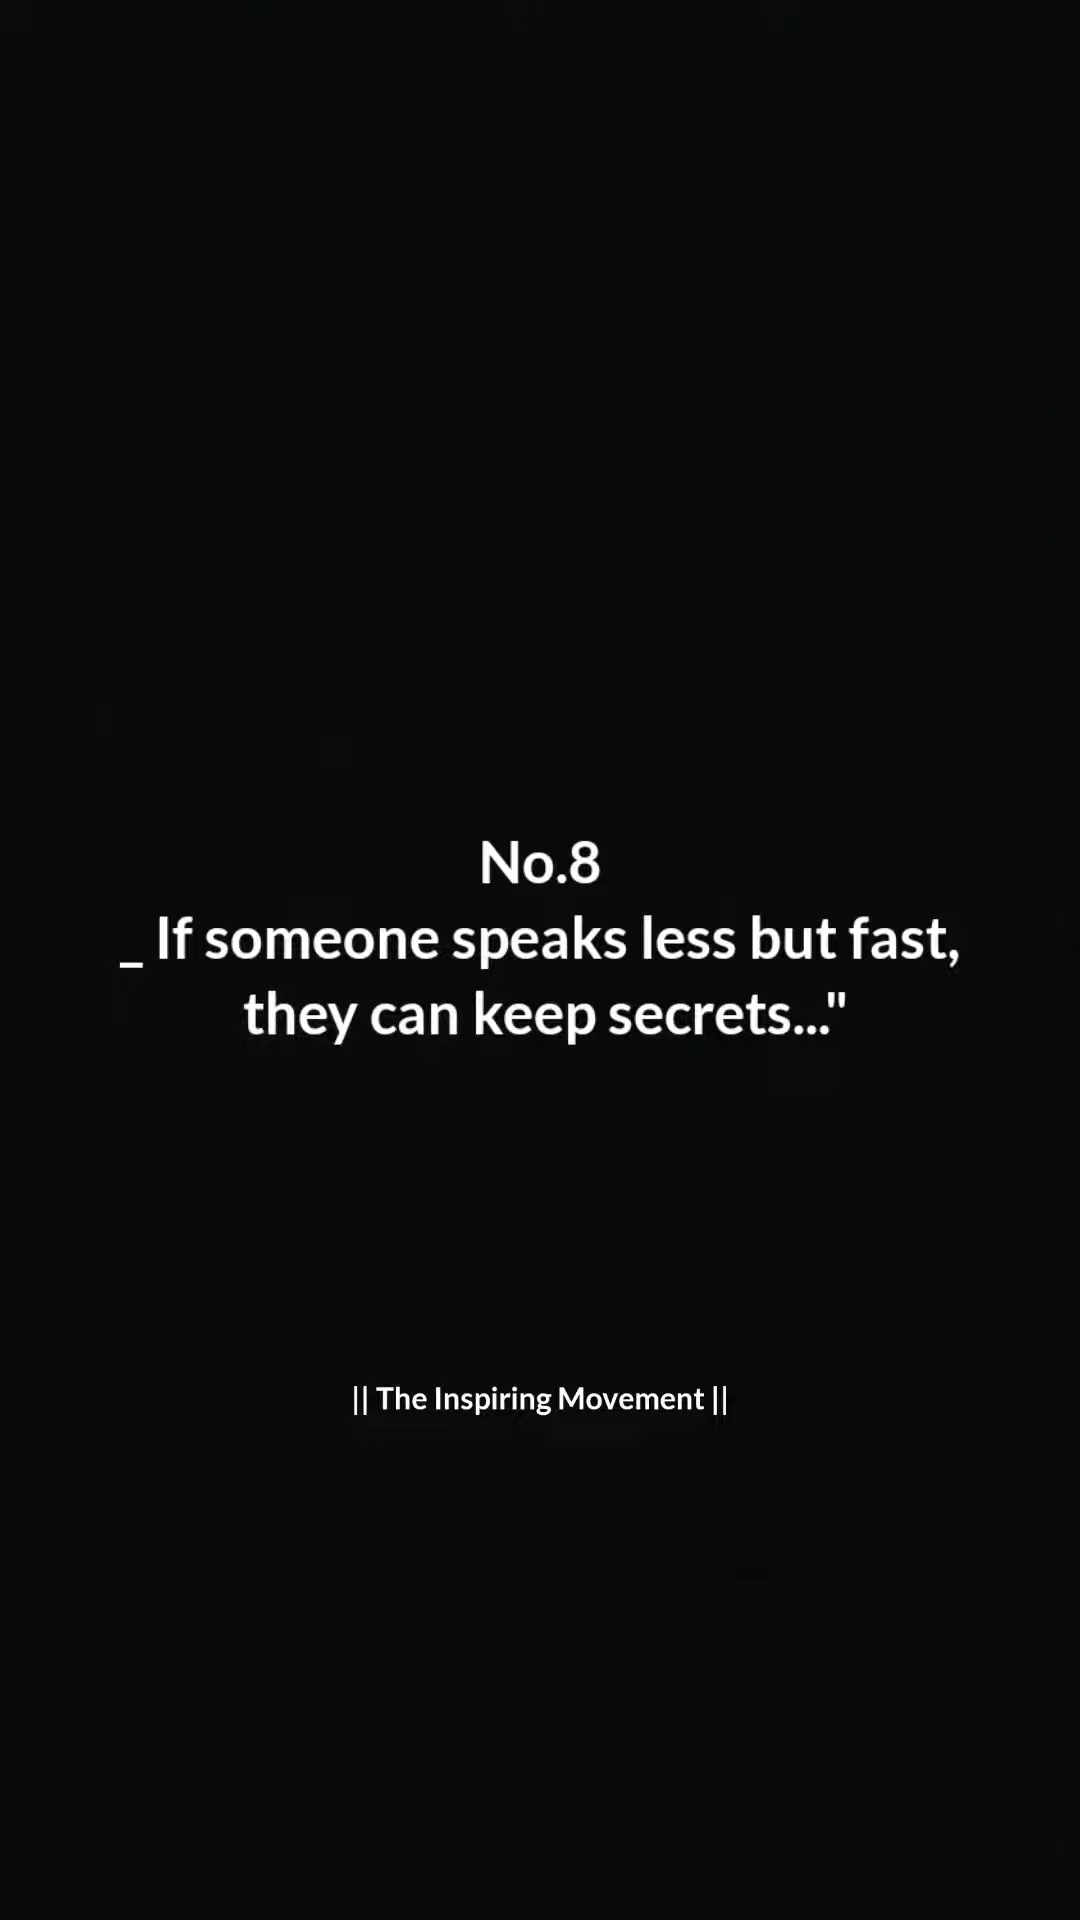 No.8
_ If someone speaks less but fast,
they can keep secrets..."
|| The Inspiring Movement ||